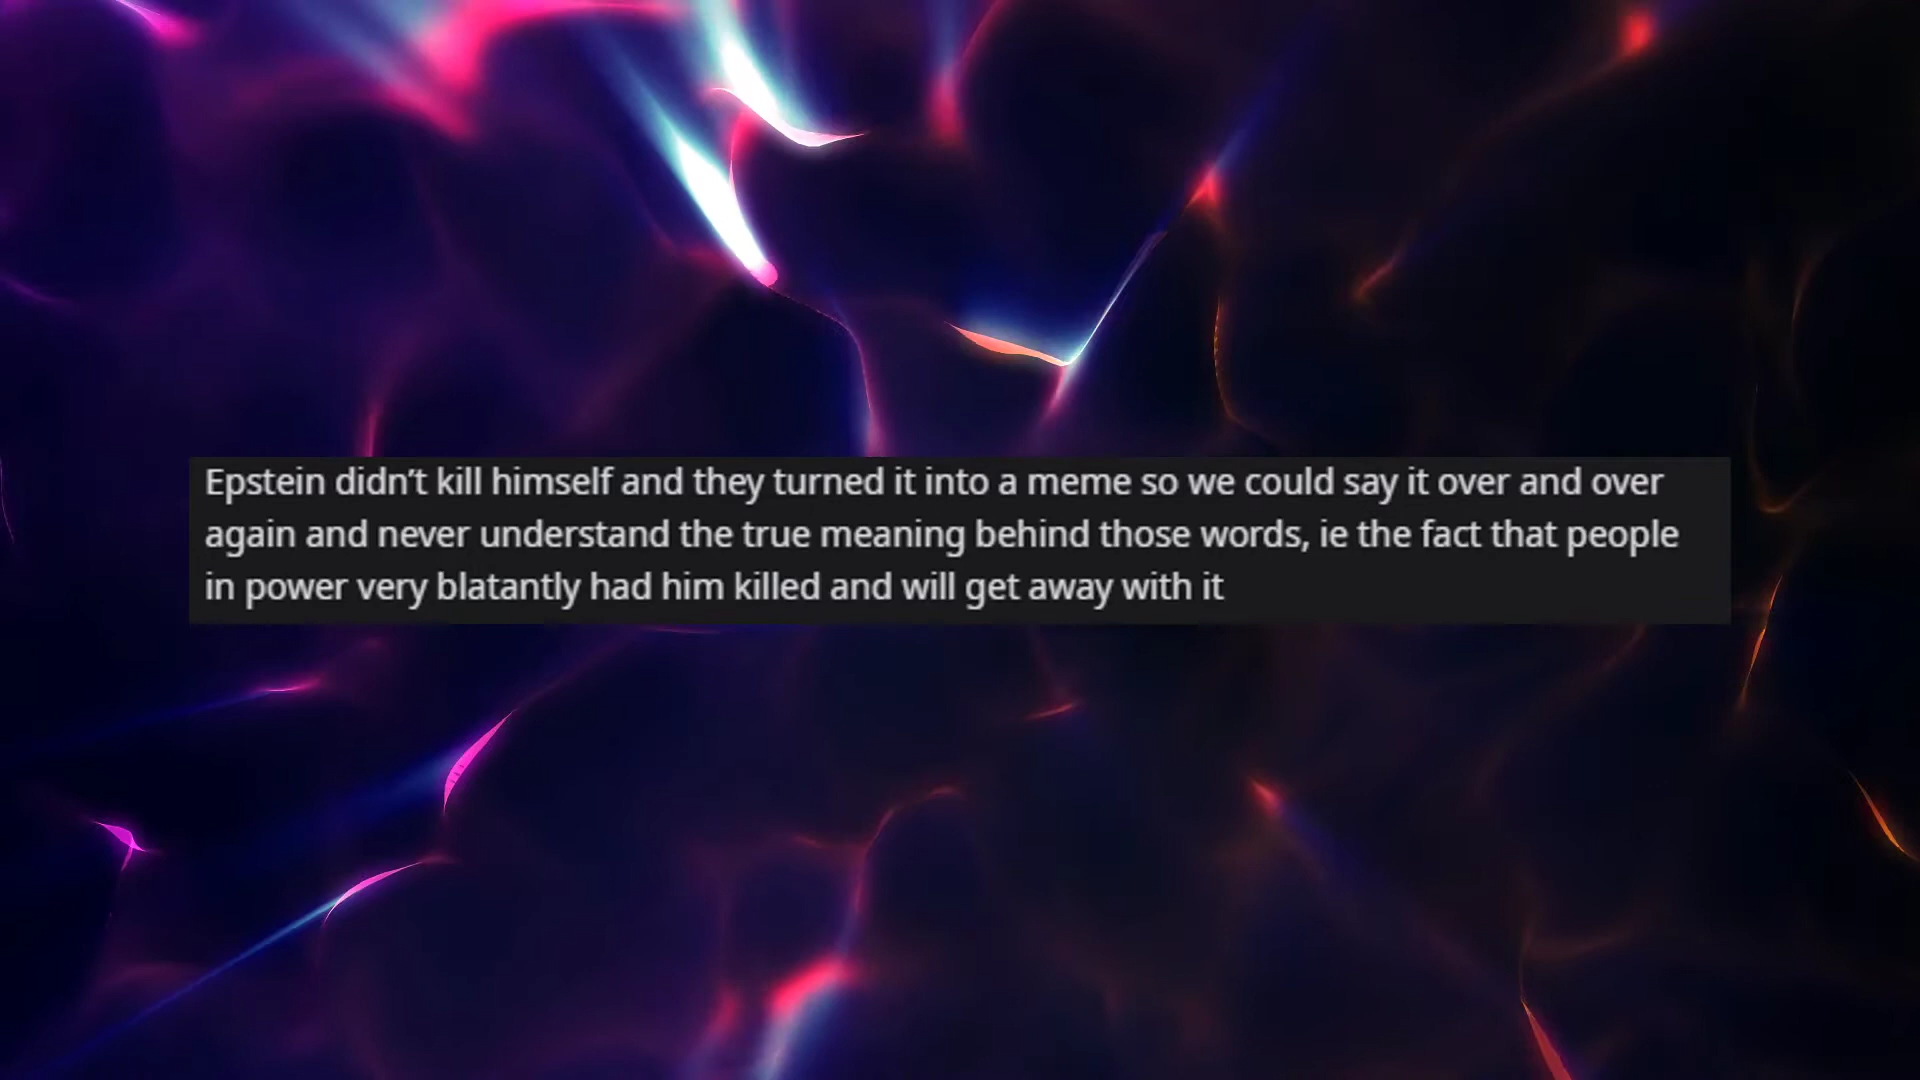 Epstein didn’t kill himself and they turned it into a meme so we could say it over and over
again and never understand the true meaning behind those words, ie the fact that people
in power very blatantly had him killed and will get away with it